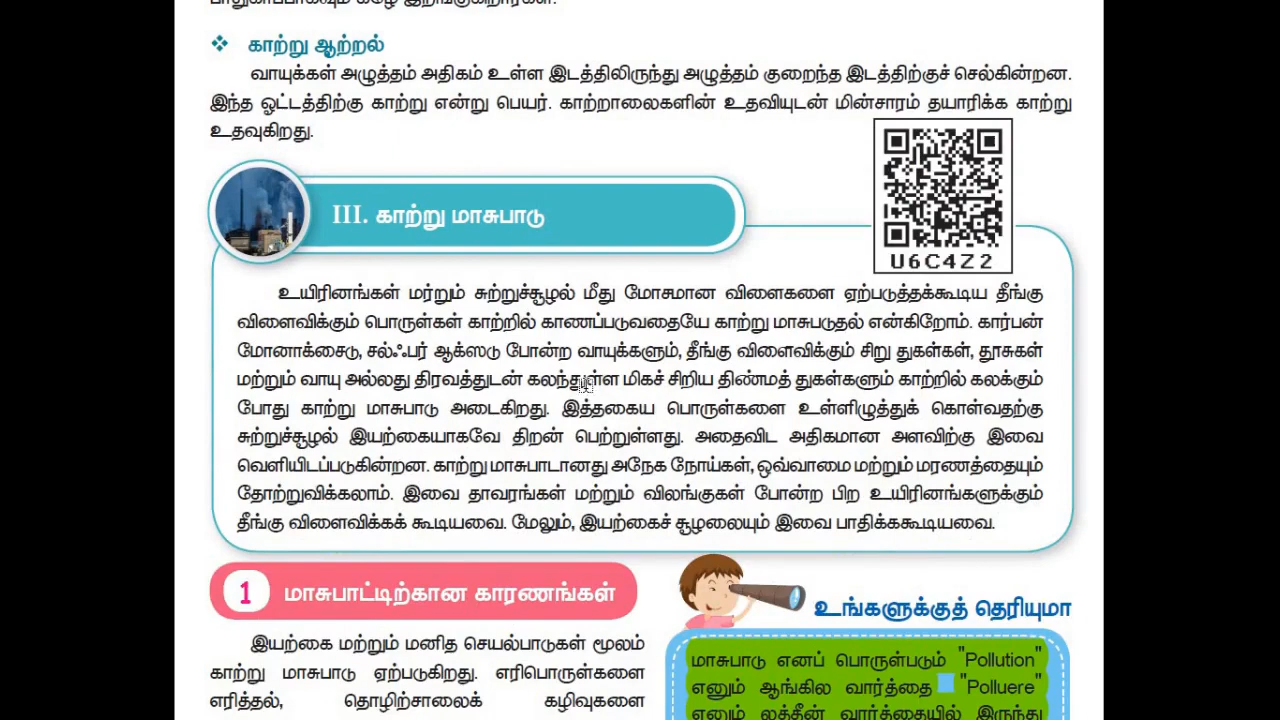 ❖ காற்று ஆற்றல்
வாயுக்கள் அழுத்தம் அதிகம் உள்ள இடத்திலிருந்து அழுத்தம் குறைந்த இடத்திற்குச் செல்கின்றன.
இந்த ஓட்டத்திற்கு காற்று என்று பெயர். காற்றாலைகளின் உதவியுடன் மின்சாரம் தயாரிக்க காற்று
உதவுகிறது.
U6C4Z2
III. காற்று மாசுபாடு
உயிரினங்கள் மர்றும் சுற்றுச்சூழல் மீது மோசமான விளைகளை ஏற்படுத்தக்கூடிய தீங்கு
விளைவிக்கும் பொருள்கள் காற்றில் காணப்படுவதையே காற்று மாசுபடுதல் என்கிறோம். கார்பன்
மோனாக்சைடு, சல்ஃபர் ஆக்ஸடு போன்ற வாயுக்களும், தீங்கு விளைவிக்கும் சிறு துகள்கள், தூசுகள்
மற்றும் வாயு அல்லது திரவத்துடன் கலந்துள்ள மிகச் சிறிய திண்மத் துகள்களும் காற்றில் கலக்கும்
போது காற்று மாசுபாடு அடைகிறது. இத்தகைய பொருள்களை உள்ளிழுத்துக் கொள்வதற்கு
சுற்றுச்சூழல் இயற்கையாகவே திறன் பெற்றுள்ளது. அதைவிட அதிகமான அளவிற்கு இவை
வெளியிடப்படுகின்றன. காற்று மாசுபாடானது அநேக நோய்கள், ஒவ்வாமை மற்றும் மரணத்தையும்
தோற்றுவிக்கலாம். இவை தாவரங்கள் மற்றும் விலங்குகள் போன்ற பிற உயிரினங்களுக்கும்
தீங்கு விளைவிக்கக் கூடியவை. மேலும், இயற்கைச் சூழலையும் இவை பாதிக்ககூடியவை.
1 மாசுபாட்டிற்கான காரணங்கள்
இயற்கை மற்றும் மனித செயல்பாடுகள் மூலம்
காற்று மாசுபாடு ஏற்படுகிறது. எரிபொருள்களை
எரித்தல், தொழிற்சாலைக் கழிவுகளை
உங்களுக்குத் தெரியுமா
மாசுபாடு எனப் பொருள்படும் "Pollution"
எனும் ஆங்கில வார்த்தை "Polluere"
எனும் லத்தீன் வார்த்தையில் இருந்து